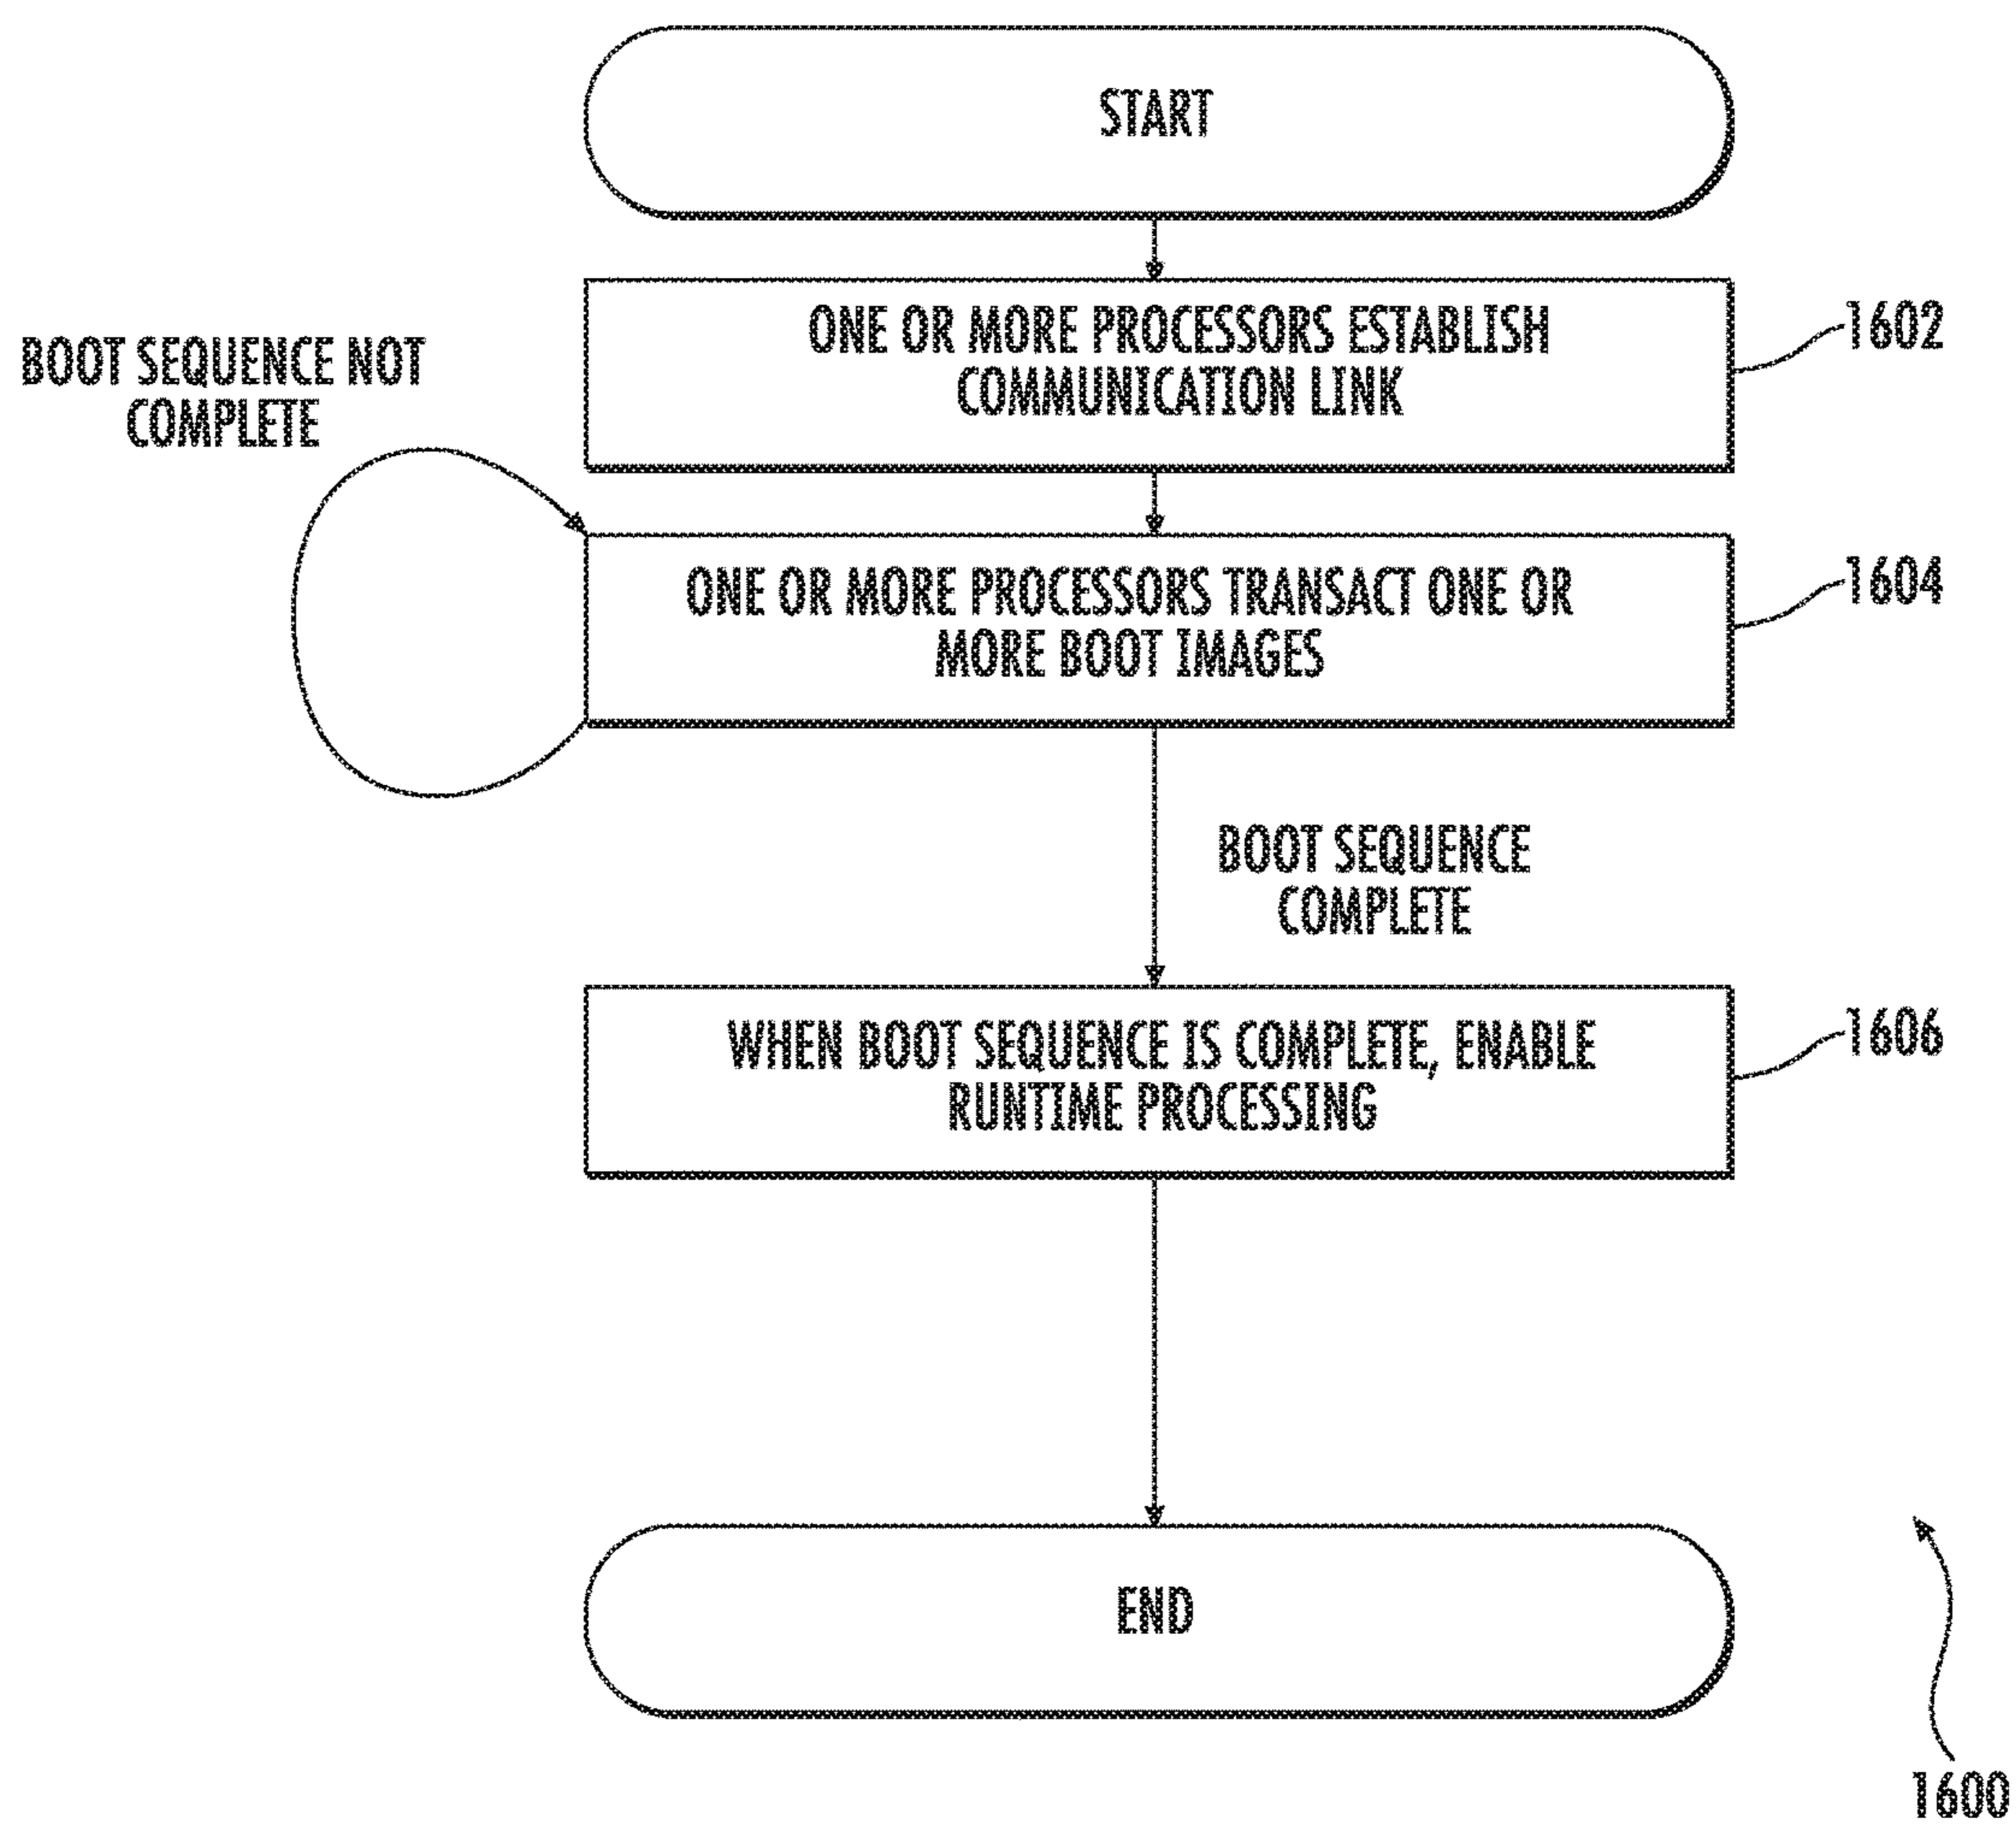 START
ONE OR MORE PROCESSORS ESTABLISH
COMMUNICATION LINK
1602
BOOT SEQUENCE NOT
COMPLETE
ONE OR MORE PROCESSORS TRANSACT ONE OR
MORE BOOT IMAGES
1604
BOOT SEQUENCE
COMPLETE
WHEN BOOT SEQUENCE IS COMPLETE, ENABLE
RUNTIME PROCESSING
1606
END
1600